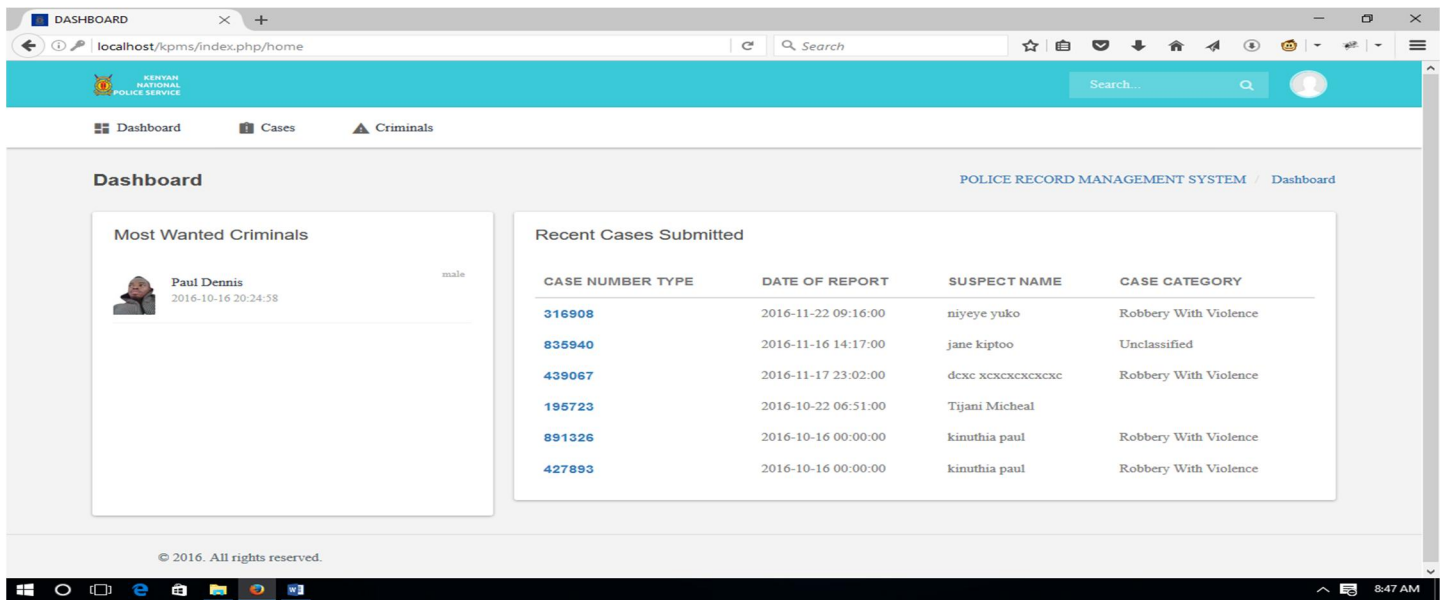 DASHBOARD
localhost/kpms/index.php/home
Search
KENYAN
NATIONAL
POLICE SERVICE
Search...
Dashboard
Cases
Criminals
Dashboard
POLICE RECORD MANAGEMENT SYSTEM / Dashboard
Most Wanted Criminals
Paul Dennis
male
2016-10-16 20:24:58
Recent Cases Submitted
CASE NUMBER TYPE DATE OF REPORT SUSPECT NAME CASE CATEGORY
316908 2016-11-22 09:16:00 niyeye yuko Robbery With Violence
835940 2016-11-16 14:17:00 jane kiptoo Unclassified
439067 2016-11-17 23:02:00 dcxc xcxcxcxcxcxc Robbery With Violence
195723 2016-10-22 06:51:00 Tijani Micheal
891326 2016-10-16 00:00:00 kinuthia paul Robbery With Violence
427893 2016-10-16 00:00:00 kinuthia paul Robbery With Violence
© 2016. All rights reserved.
8:47 AM